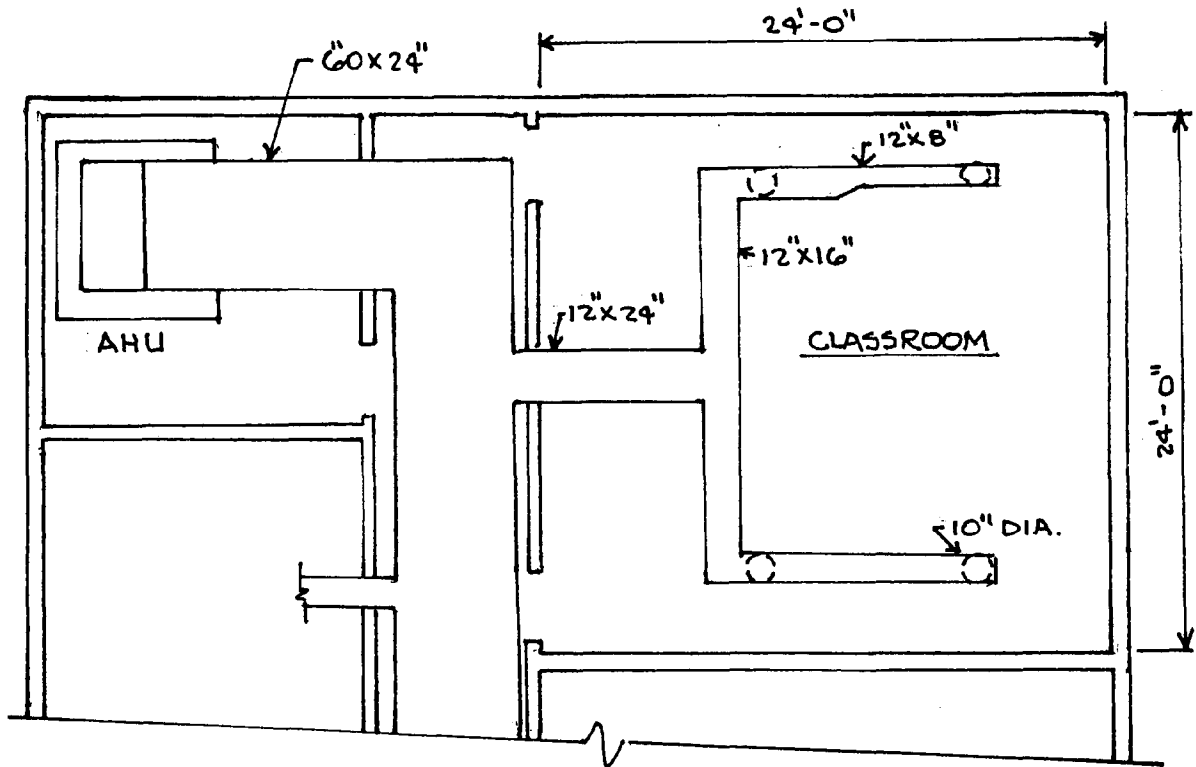 24'-0"
60"X24"
12"X8"
12"X16"
12"X24"
AHU
CLASSROOM
24'-0"
10" DIA.